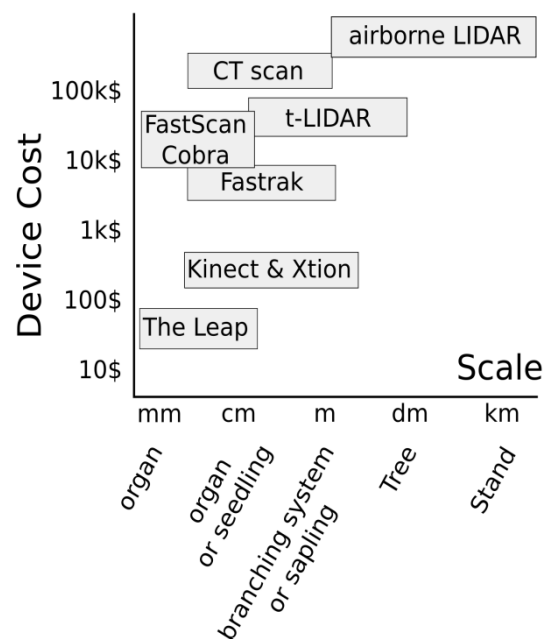 airborne LIDAR
CT scan
100k$
t-LIDAR
FastScan
Cobra
10k$
Fastrak
1k$
Kinect & Xtion
100$
The Leap
10$
Device Cost
Scale
mm
cm
m
dm
km
organ
organ
or seedling
branching system
or sapling
Tree
Stand